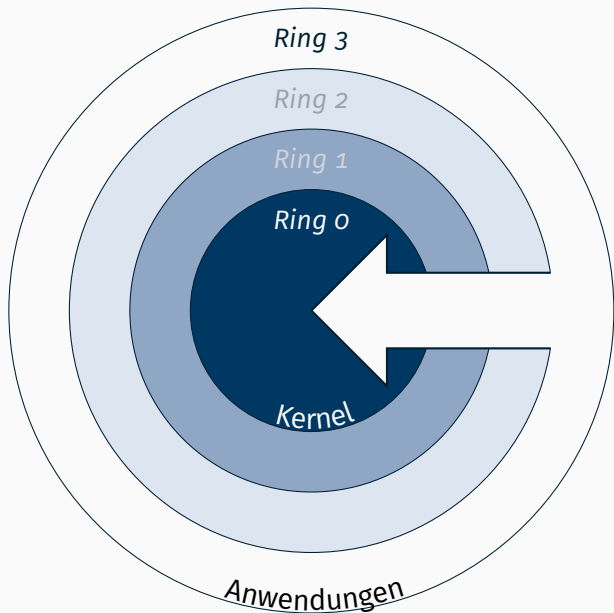 Ring 3
Ring 2
Ring 1
Ring 0
Kernel
Anwendungen